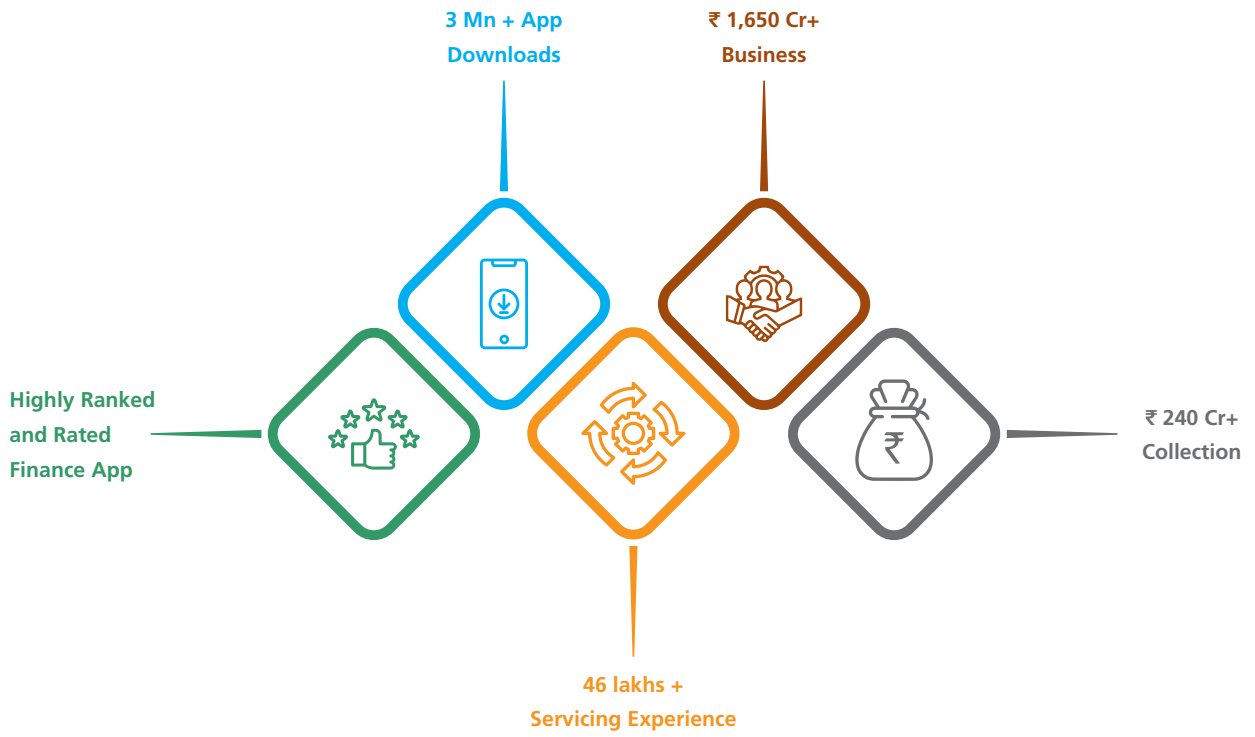 3 Mn + App
Downloads
₹ 1,650 Cr+
Business
Highly Ranked
and Rated
Finance App
₹
₹ 240 Cr+
Collection
46 lakhs +
Servicing Experience